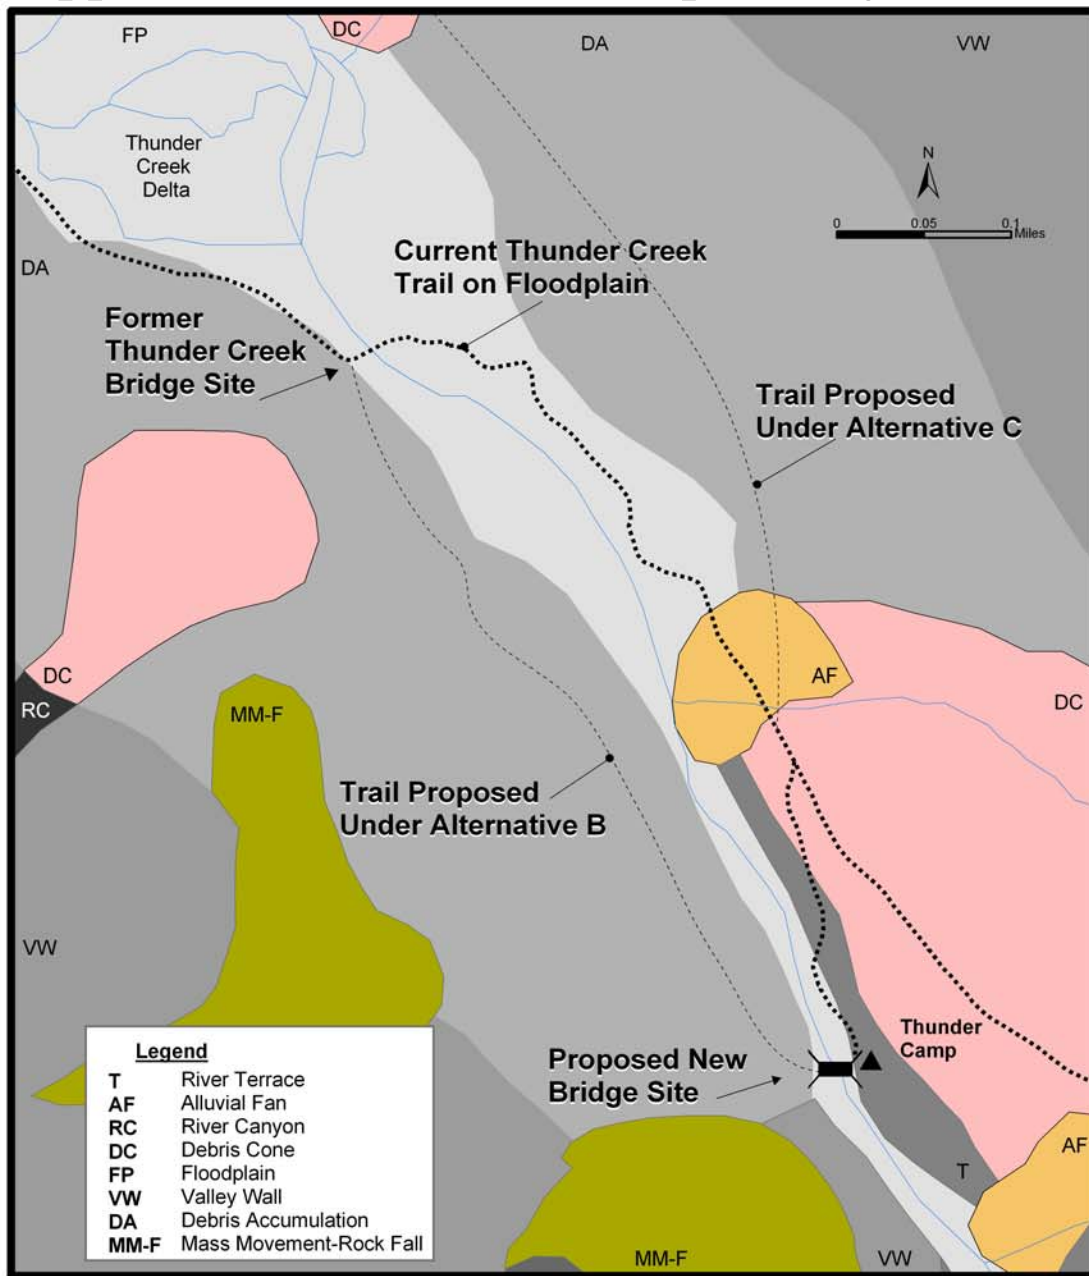 FP
DC
DA
VW
Thunder
Creek
Delta
N
0 0.05 0.1
Miles
DA
Current Thunder Creek
Trail on Floodplain
Former
Thunder Creek
Bridge Site
Trail Proposed
Under Alternative C
DC
RC
MM-F
AF
DC
Trail Proposed
Under Alternative B
VW
Thunder
Camp
Proposed New
Bridge Site
AF
T
MM-F
VW
Legend
T River Terrace
AF Alluvial Fan
RC River Canyon
DC Debris Cone
FP Floodplain
VW Valley Wall
DA Debris Accumulation
MM-F Mass Movement-Rock Fall